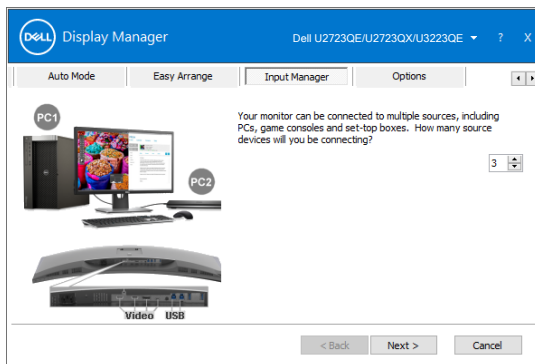 DELL Display Manager
Dell U2723QE/U2723QX/U3223QE ? X
Auto Mode Easy Arrange Input Manager Options
PC1
Your monitor can be connected to multiple sources, including
PCs, game consoles and set-top boxes. How many source
devices will you be connecting?
3
PC2
Video USB
< Back Next > Cancel